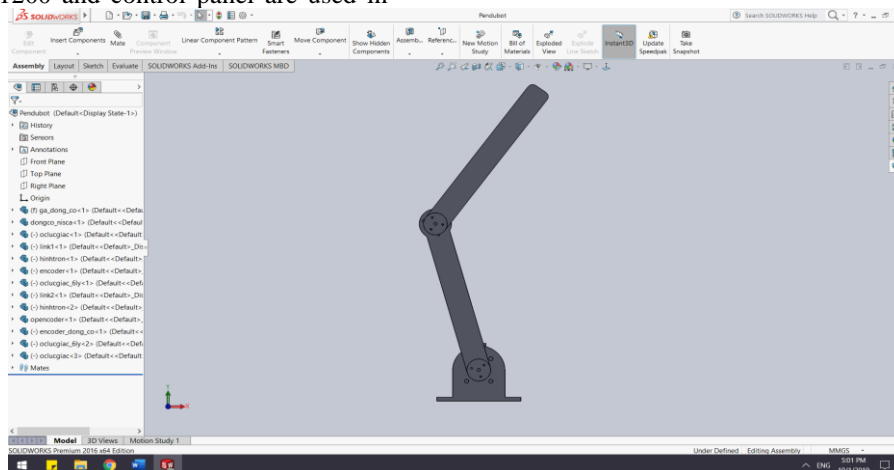 1200 and control panel are used in
SOLIDWORKS
Pendubot
Search SOLIDWORKS Help
Edit Component
Insert Components
Mate
Component Preview Window
Linear Component Pattern
Smart Fasteners
Move Component
Show Hidden Components
Assemb...
Referenc...
New Motion Study
Bill of Materials
Exploded View
Explode Line Sketch
Instant3D
Update Speedpak
Take Snapshot
Assembly Layout Sketch Evaluate SOLIDWORKS Add-Ins SOLIDWORKS MBD
Pendubot (Default<Display State-1>)
History
Sensors
Annotations
Front Plane
Top Plane
Right Plane
Origin
(f) ga_dong_co<1> (Default<<Defau
dongco_nisca<1> (Default<<Defaul
(-) oclucgiac<1> (Default<<Default
(-) link1<1> (Default<<Default>_Dis
(-) hinhtron<1> (Default<<Default>
(-) encoder<1> (Default<<Default>_
(-) oclucgiac_6ly<1> (Default<<Defa
(-) link2<1> (Default<<Default>_Dis
(-) hinhtron<2> (Default<<Default>
opencoder<1> (Default<<Default>_
(-) encoder_dong_co<1> (Default<<
(-) oclucgiac_6ly<2> (Default<<Defa
(-) oclucgiac<3> (Default<<Default
Mates
Y
X
Model 3D Views Motion Study 1
SOLIDWORKS Premium 2016 x64 Edition
Under Defined Editing Assembly MMGS
ENG 5:01 PM